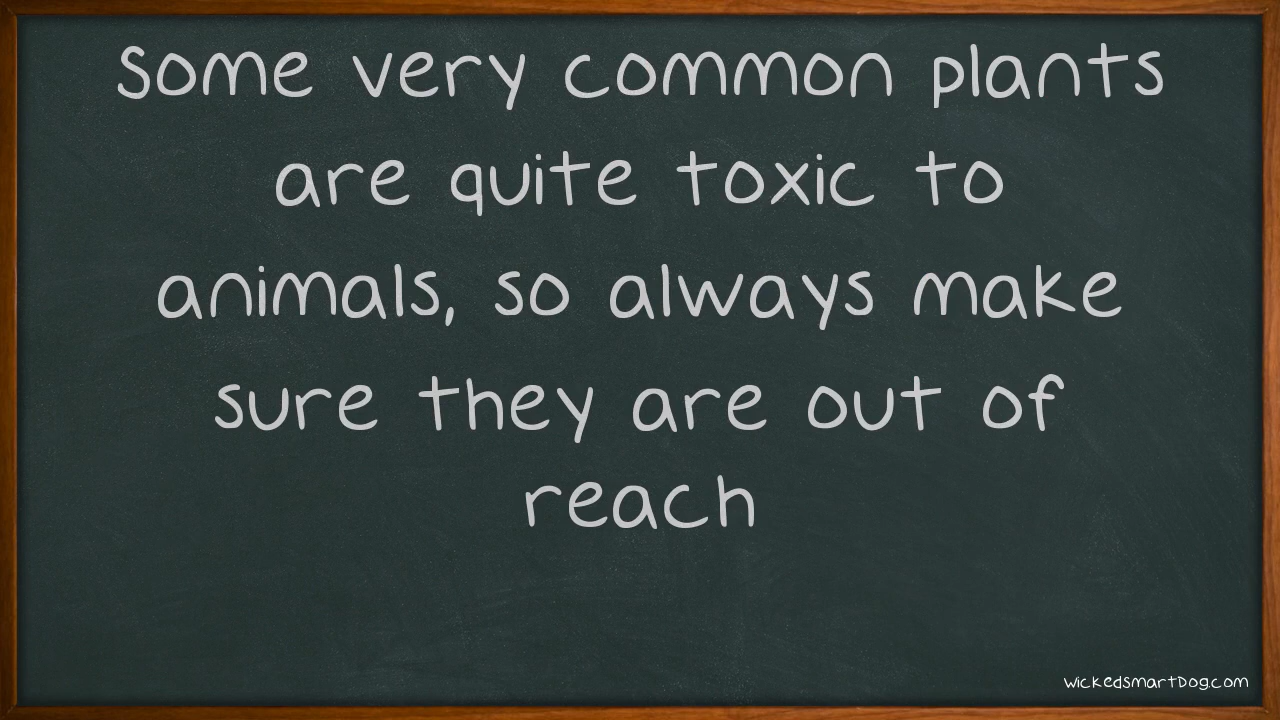 Some very common plants
are quite toxic to
animals, so always make
sure they are out of
reach
wickedsmartDog.com